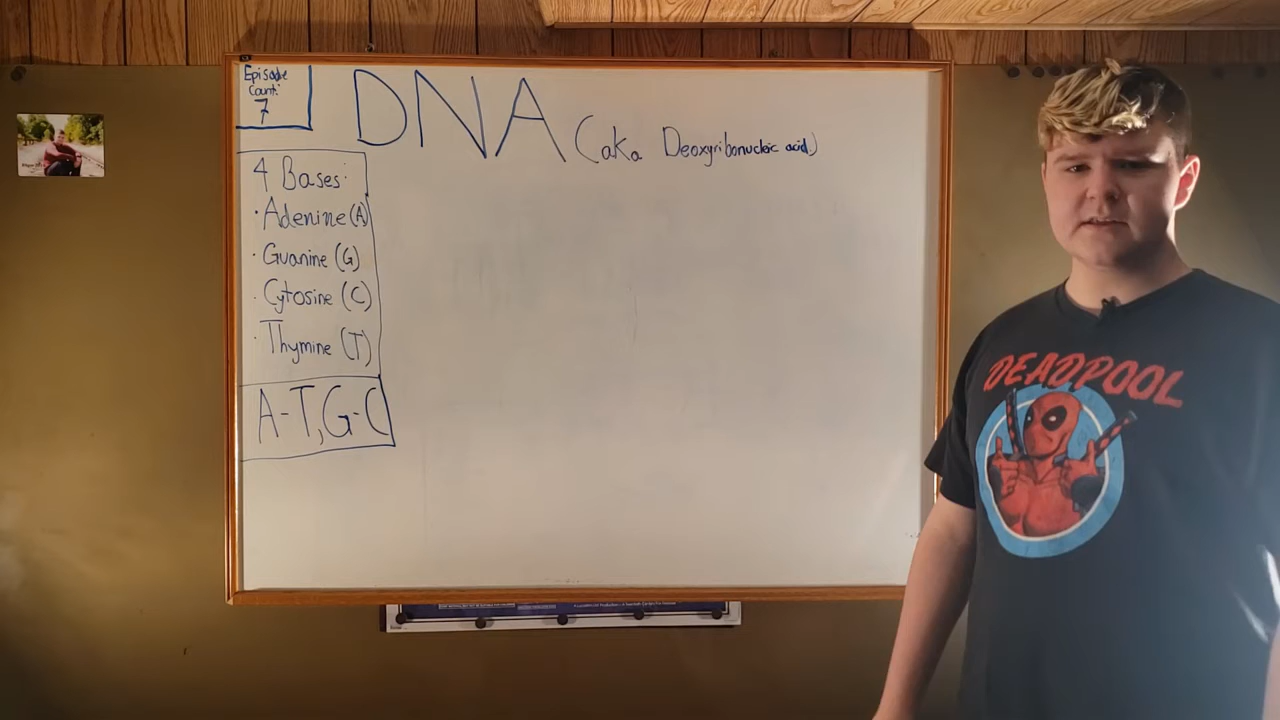 Episode
Count:
7
DNA (aka Deoxyribonucleic acid)
4 Bases:
· Adenine (A)
· Guanine (G)
· Cytosine (C)
· Thymine (T)
A-T, G-C
DEADPOOL